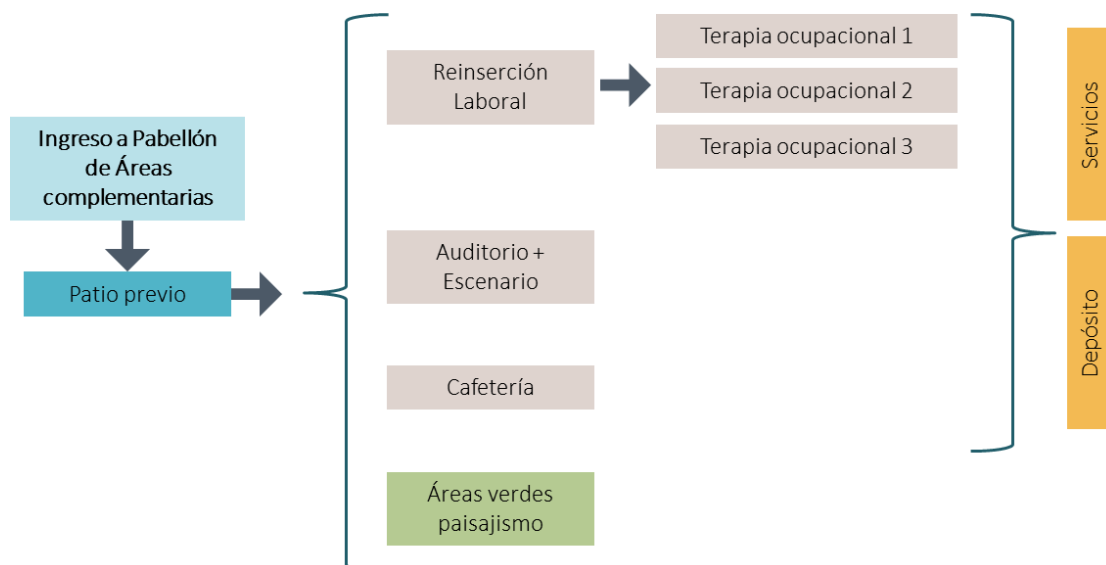 Ingreso a Pabellón
de Áreas
complementarias
Patio previo
Reinserción
Laboral
Terapia ocupacional 1
Terapia ocupacional 2
Terapia ocupacional 3
Auditorio +
Escenario
Cafetería
Áreas verdes
paisajismo
Servicios
Depósito